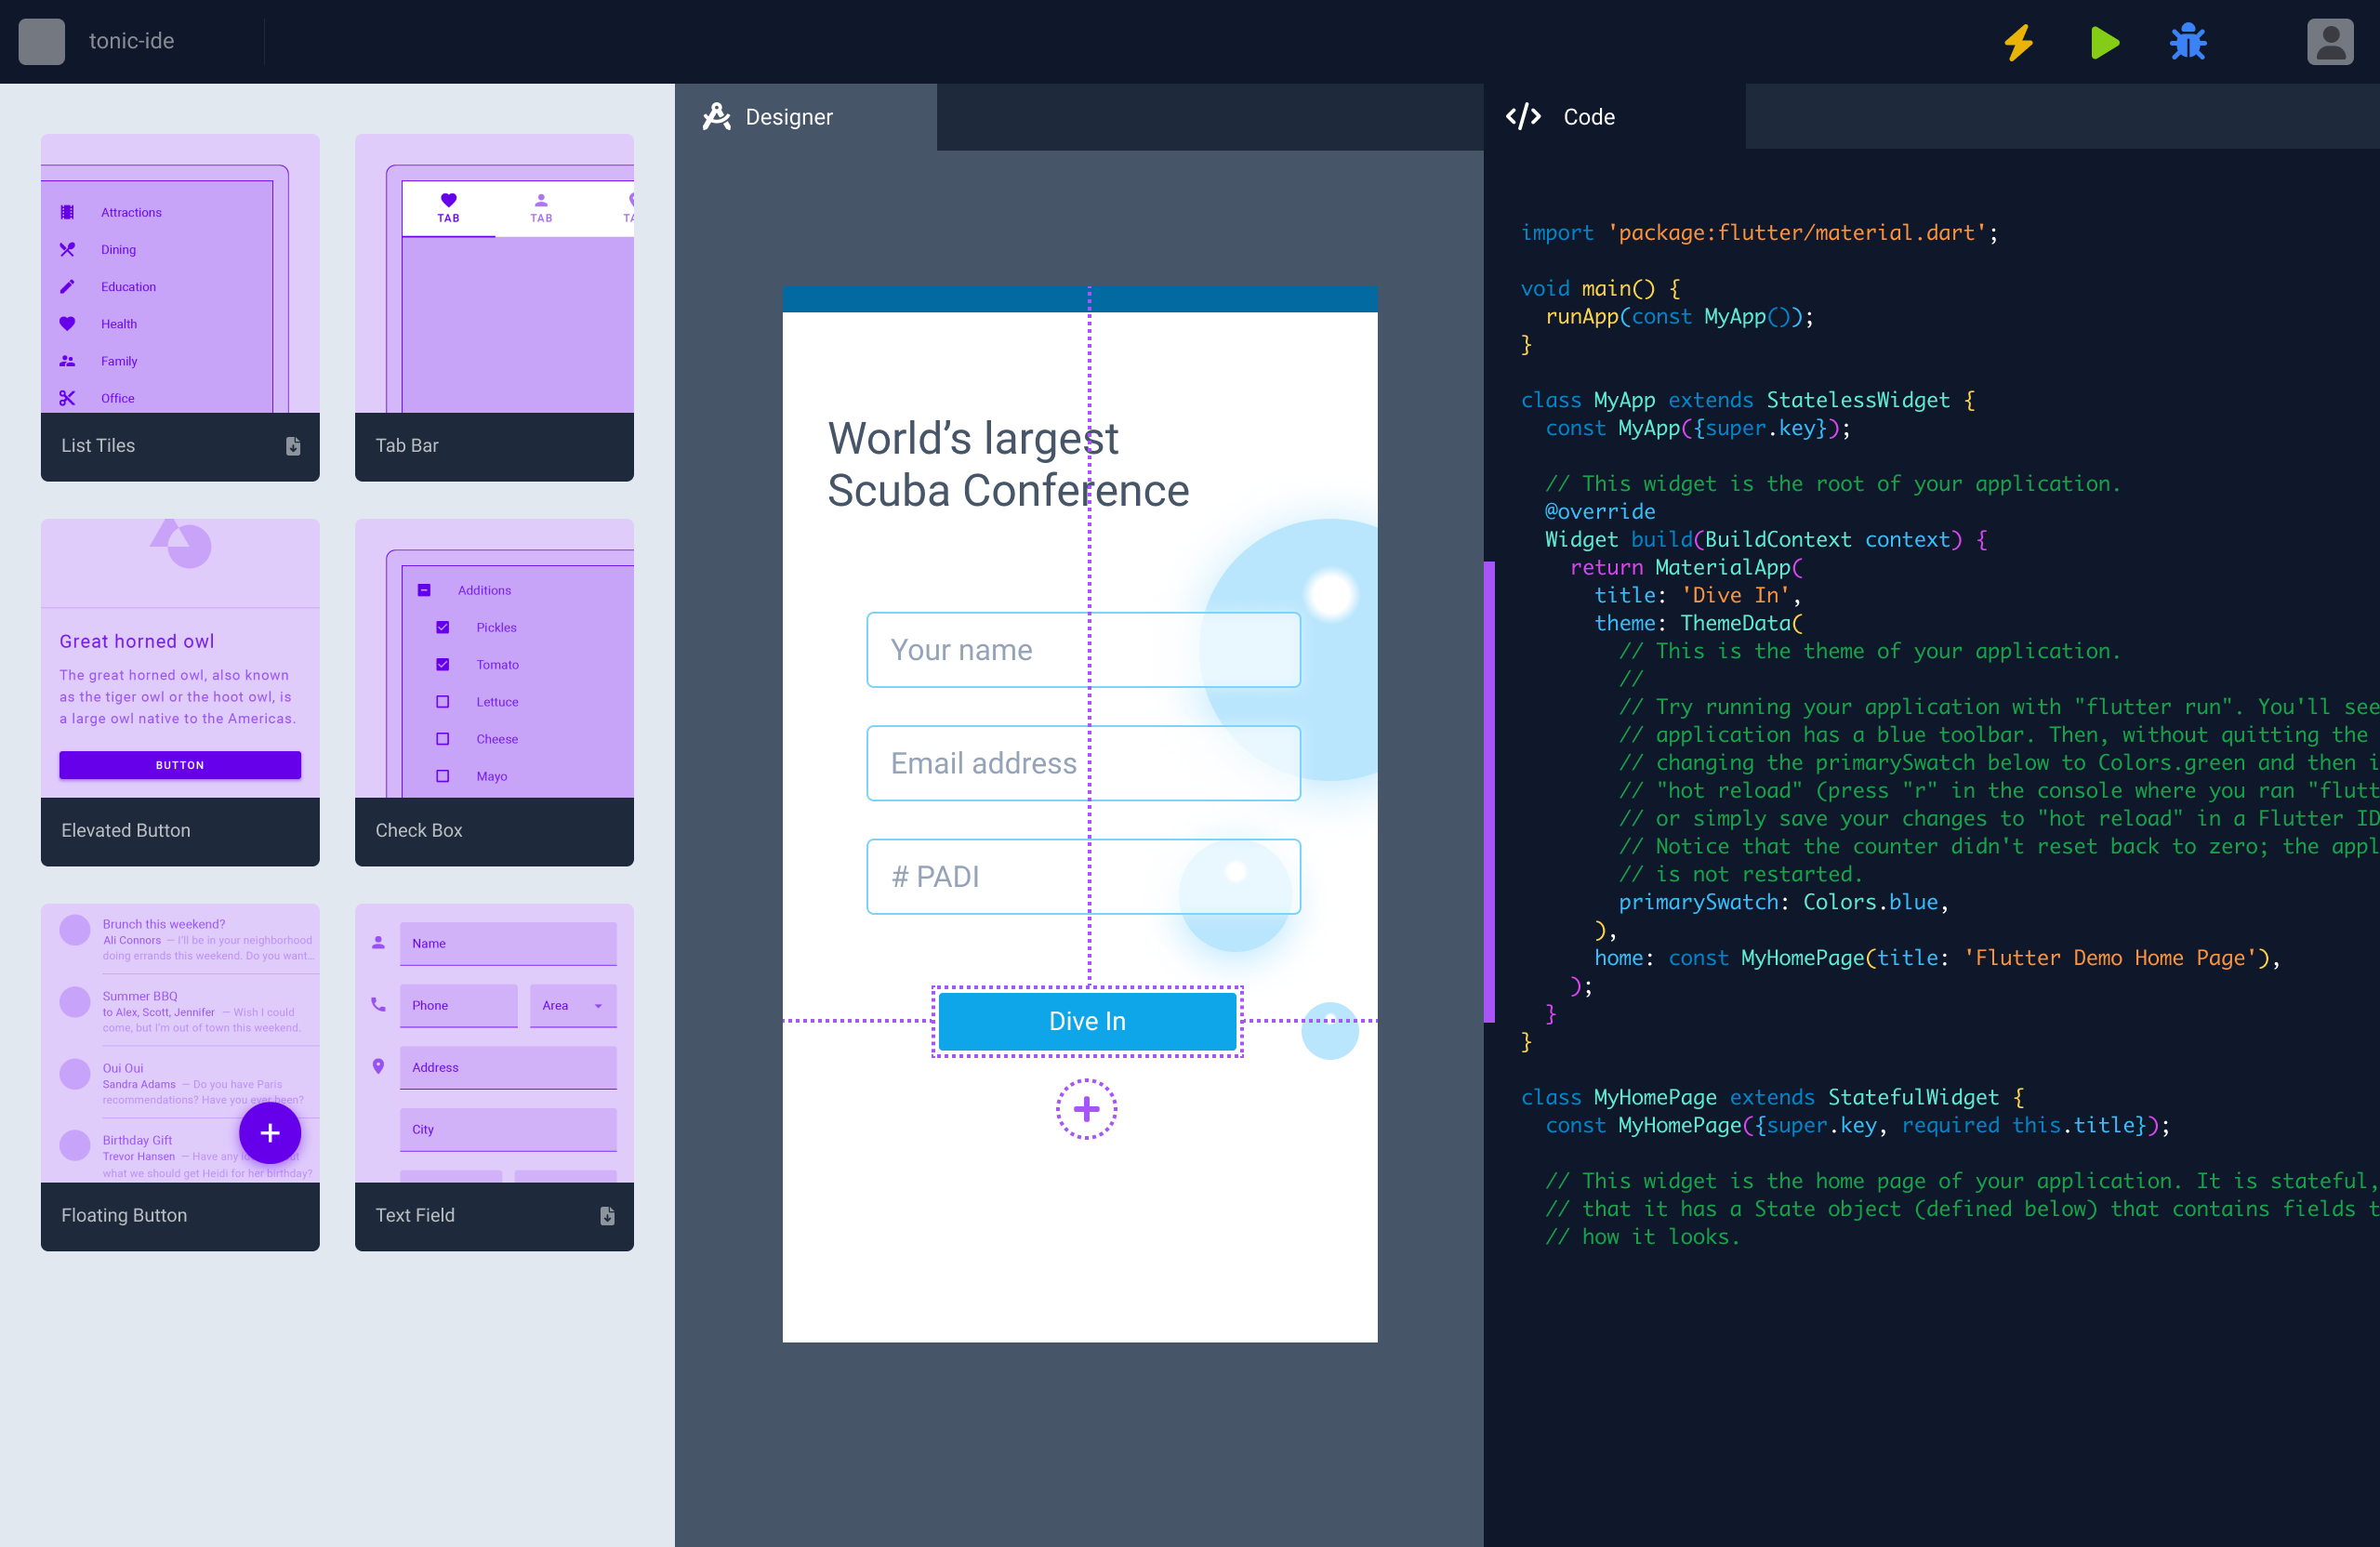 tonic-ide
Attractions
Dining
Education
Health
Family
Office
List Tiles
TAB
TAB
Tab Bar
Great horned owl
The great horned owl, also known
as the tiger owl or the hoot owl, is
a large owl native to the Americas.
BUTTON
Elevated Button
Additions
Pickles
Tomato
Lettuce
Cheese
Mayo
Check Box
Brunch this weekend?
Ali Connors — I'll be in your neighborhood
doing errands this weekend. Do you want...
Summer BBQ
to Alex, Scott, Jennifer — Wish I could
come, but I'm out of town this weekend.
Oui Oui
Sandra Adams — Do you have Paris
recommendations? Have you ever been?
Birthday Gift
Trevor Hansen — Have any
what we should get Heidi for her birthday?
Floating Button
Name
Phone
Area
Address
City
Text Field
Designer
World’s largest
Scuba Conference
Your name
Email address
# PADI
Dive In
Code
import 'package:flutter/material.dart';
void main() {
runApp(const MyApp());
}
class MyApp extends StatelessWidget {
const MyApp({super.key});
// This widget is the root of your application.
@override
Widget build(BuildContext context) {
return MaterialApp(
title: 'Dive In',
theme: ThemeData(
// This is the theme of your application.
//
// Try running your application with "flutter run". You'll see
// application has a blue toolbar. Then, without quitting the
// changing the primarySwatch below to Colors.green and then
// "hot reload" (press "r" in the console where you ran
// or simply save your changes to "hot reload" in a Flutter
// Notice that the counter didn't reset back to zero; the
// is not restarted.
primarySwatch: Colors.blue,
),
home: const MyHomePage(title: 'Flutter Demo Home Page'),
);
}
}
class MyHomePage extends StatefulWidget {
const MyHomePage({super.key, required this.title});
// This widget is the home page of your application. It is stateful,
// that it has a State object (defined below) that contains fields
// how it looks.